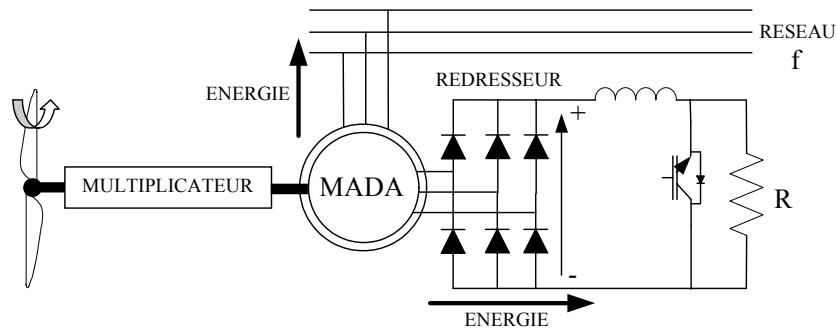 RESEAU
f
REDRESSEUR
ENERGIE
+
MULTIPLICATEUR
MADA
R
-
ENERGIE